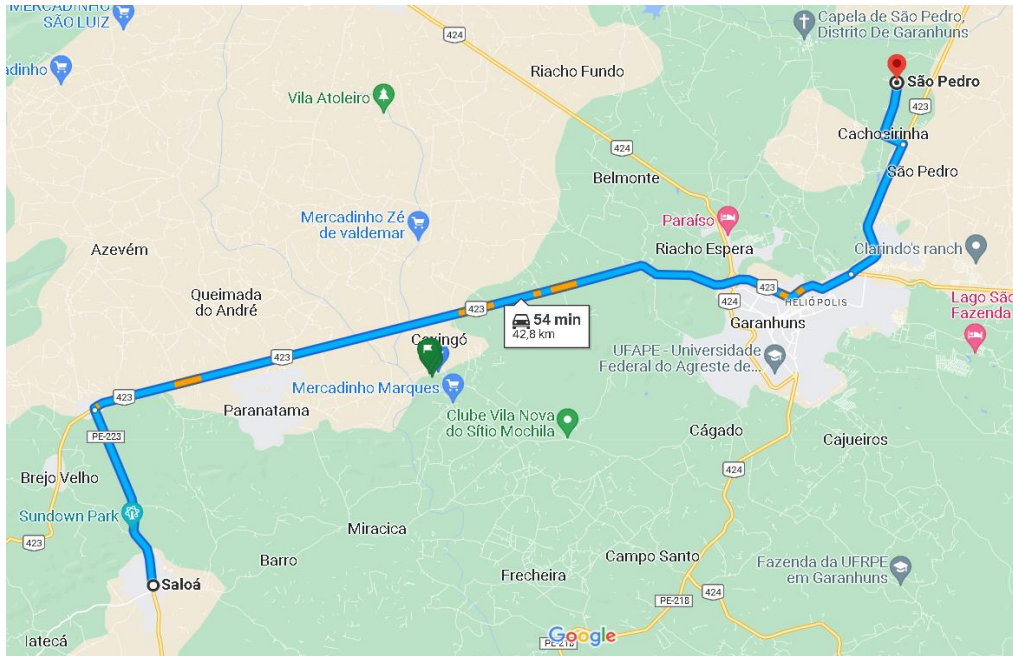 MERCADINHO
SÃO LUIZ
424
Capela de São Pedro,
Distrito De Garanhuns
adinho
Riacho Fundo
São Pedro
Vila Atoleiro
423
Cachoeirinha
424
São Pedro
Belmonte
Mercadinho Zé
de valdemar
Paraíso
Azevém
Riacho Espera
Clarindo's ranch
423
HELIÓPOLIS
Queimada
do André
424
Lago São
Fazenda
423
54 min
42,8 km
Garanhuns
423
UFAPE - Universidade
Federal do Agreste de...
Mercadinho Marques
423
Paranatama
Clube Vila Nova
do Sítio Mochila
PE-223
Cágado
Cajueiros
424
Brejo Velho
Sundown Park
Miracica
423
Barro
Campo Santo
Fazenda da UFRPE
em Garanhuns
Saloá
Frecheira
424
PE-218
Iatecá
Google